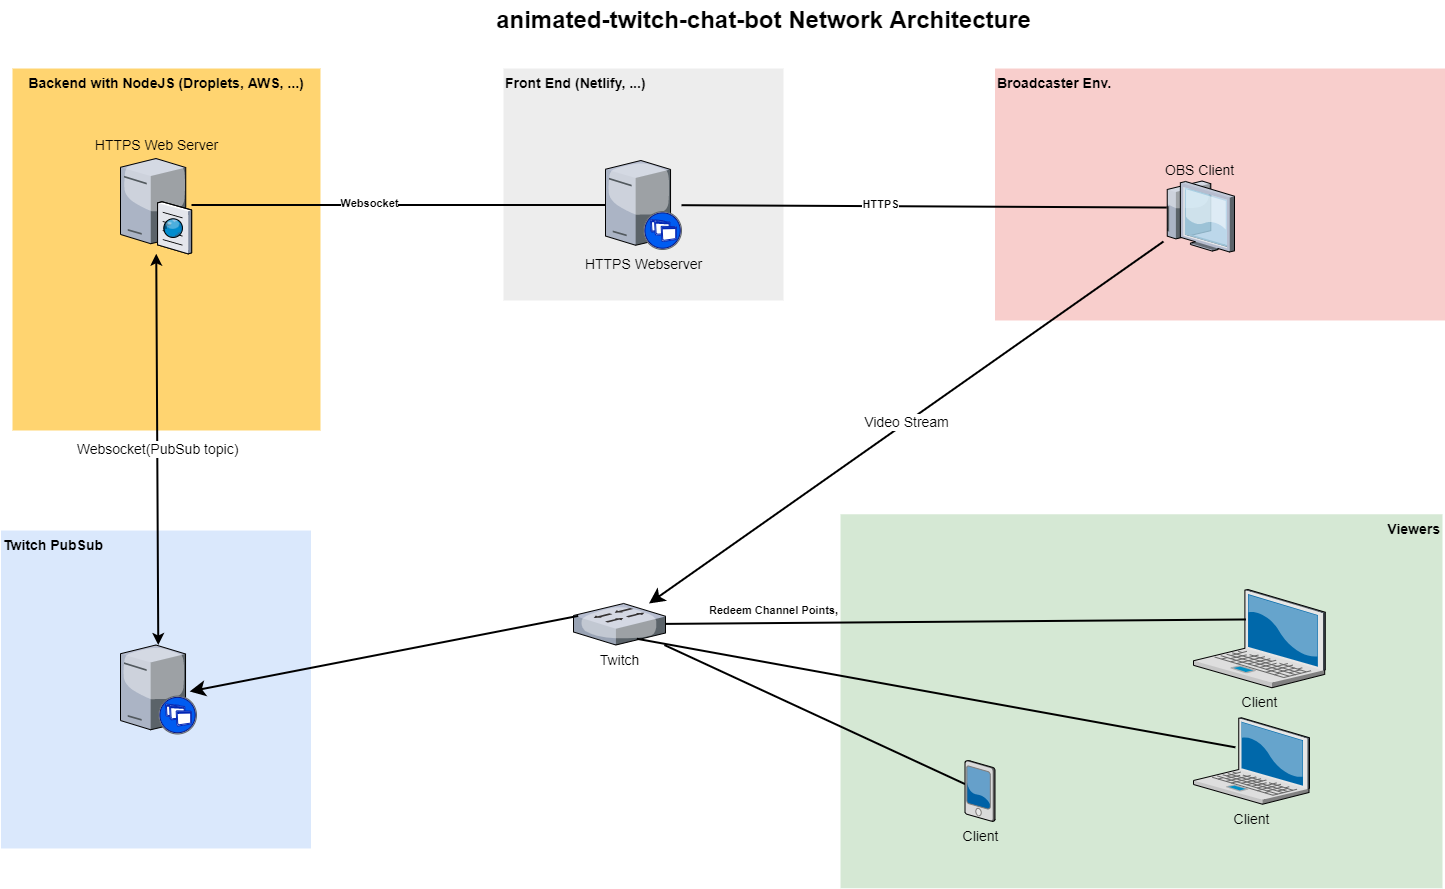 animated-twitch-chat-bot Network Architecture
Backend with NodeJS (Droplets, AWS, ...)
Front End (Netlify, ...)
Broadcaster Env.
HTTPS Web Server
OBS Client
Websocket
HTTPS
HTTPS Webserver
Video Stream
Websocket(PubSub topic)
Twitch PubSub
Viewers
Redeem Channel Points,
Twitch
Client
Client
Client